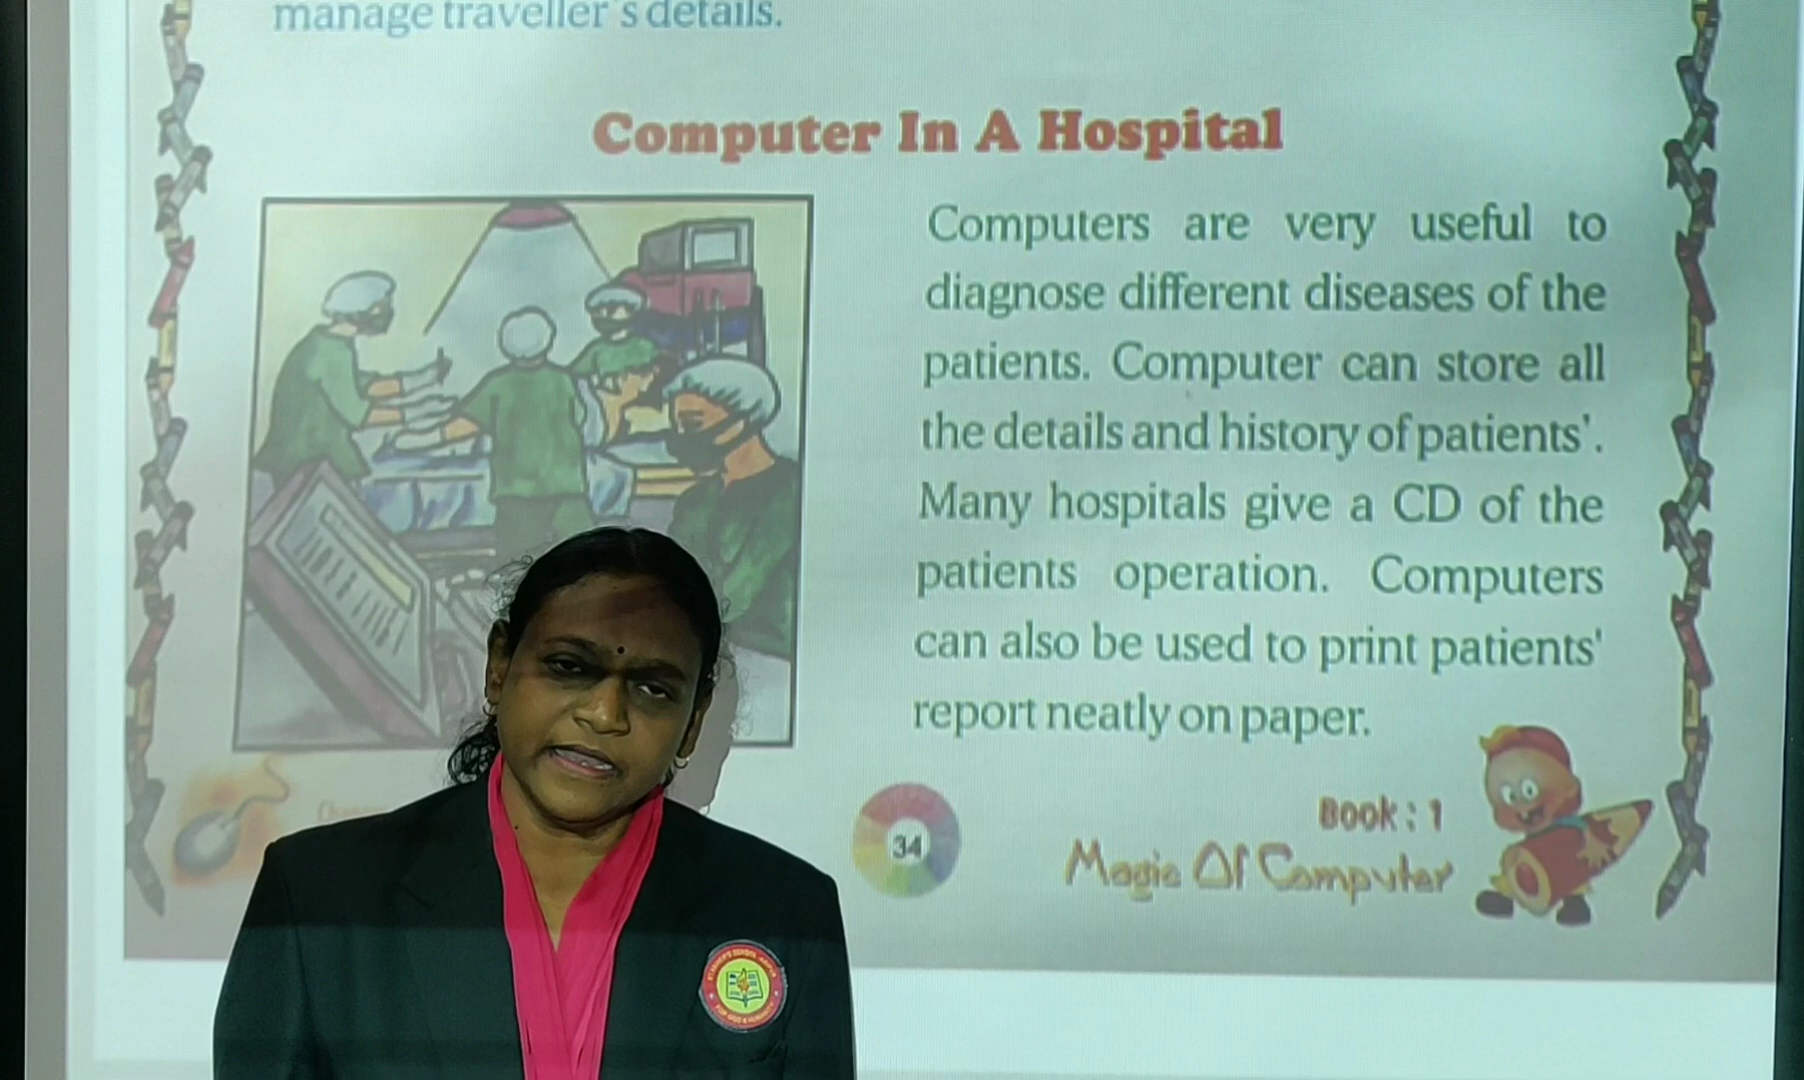 manage traveller's details.
Computer In A Hospital
Computers are very useful to
diagnose different diseases of the
patients. Computer can store all
the details and history of patients'.
Many hospitals give a CD of the
patients operation. Computers
can also be used to print patients'
report neatly on paper.
34
Book : 1
Magic Of Computer